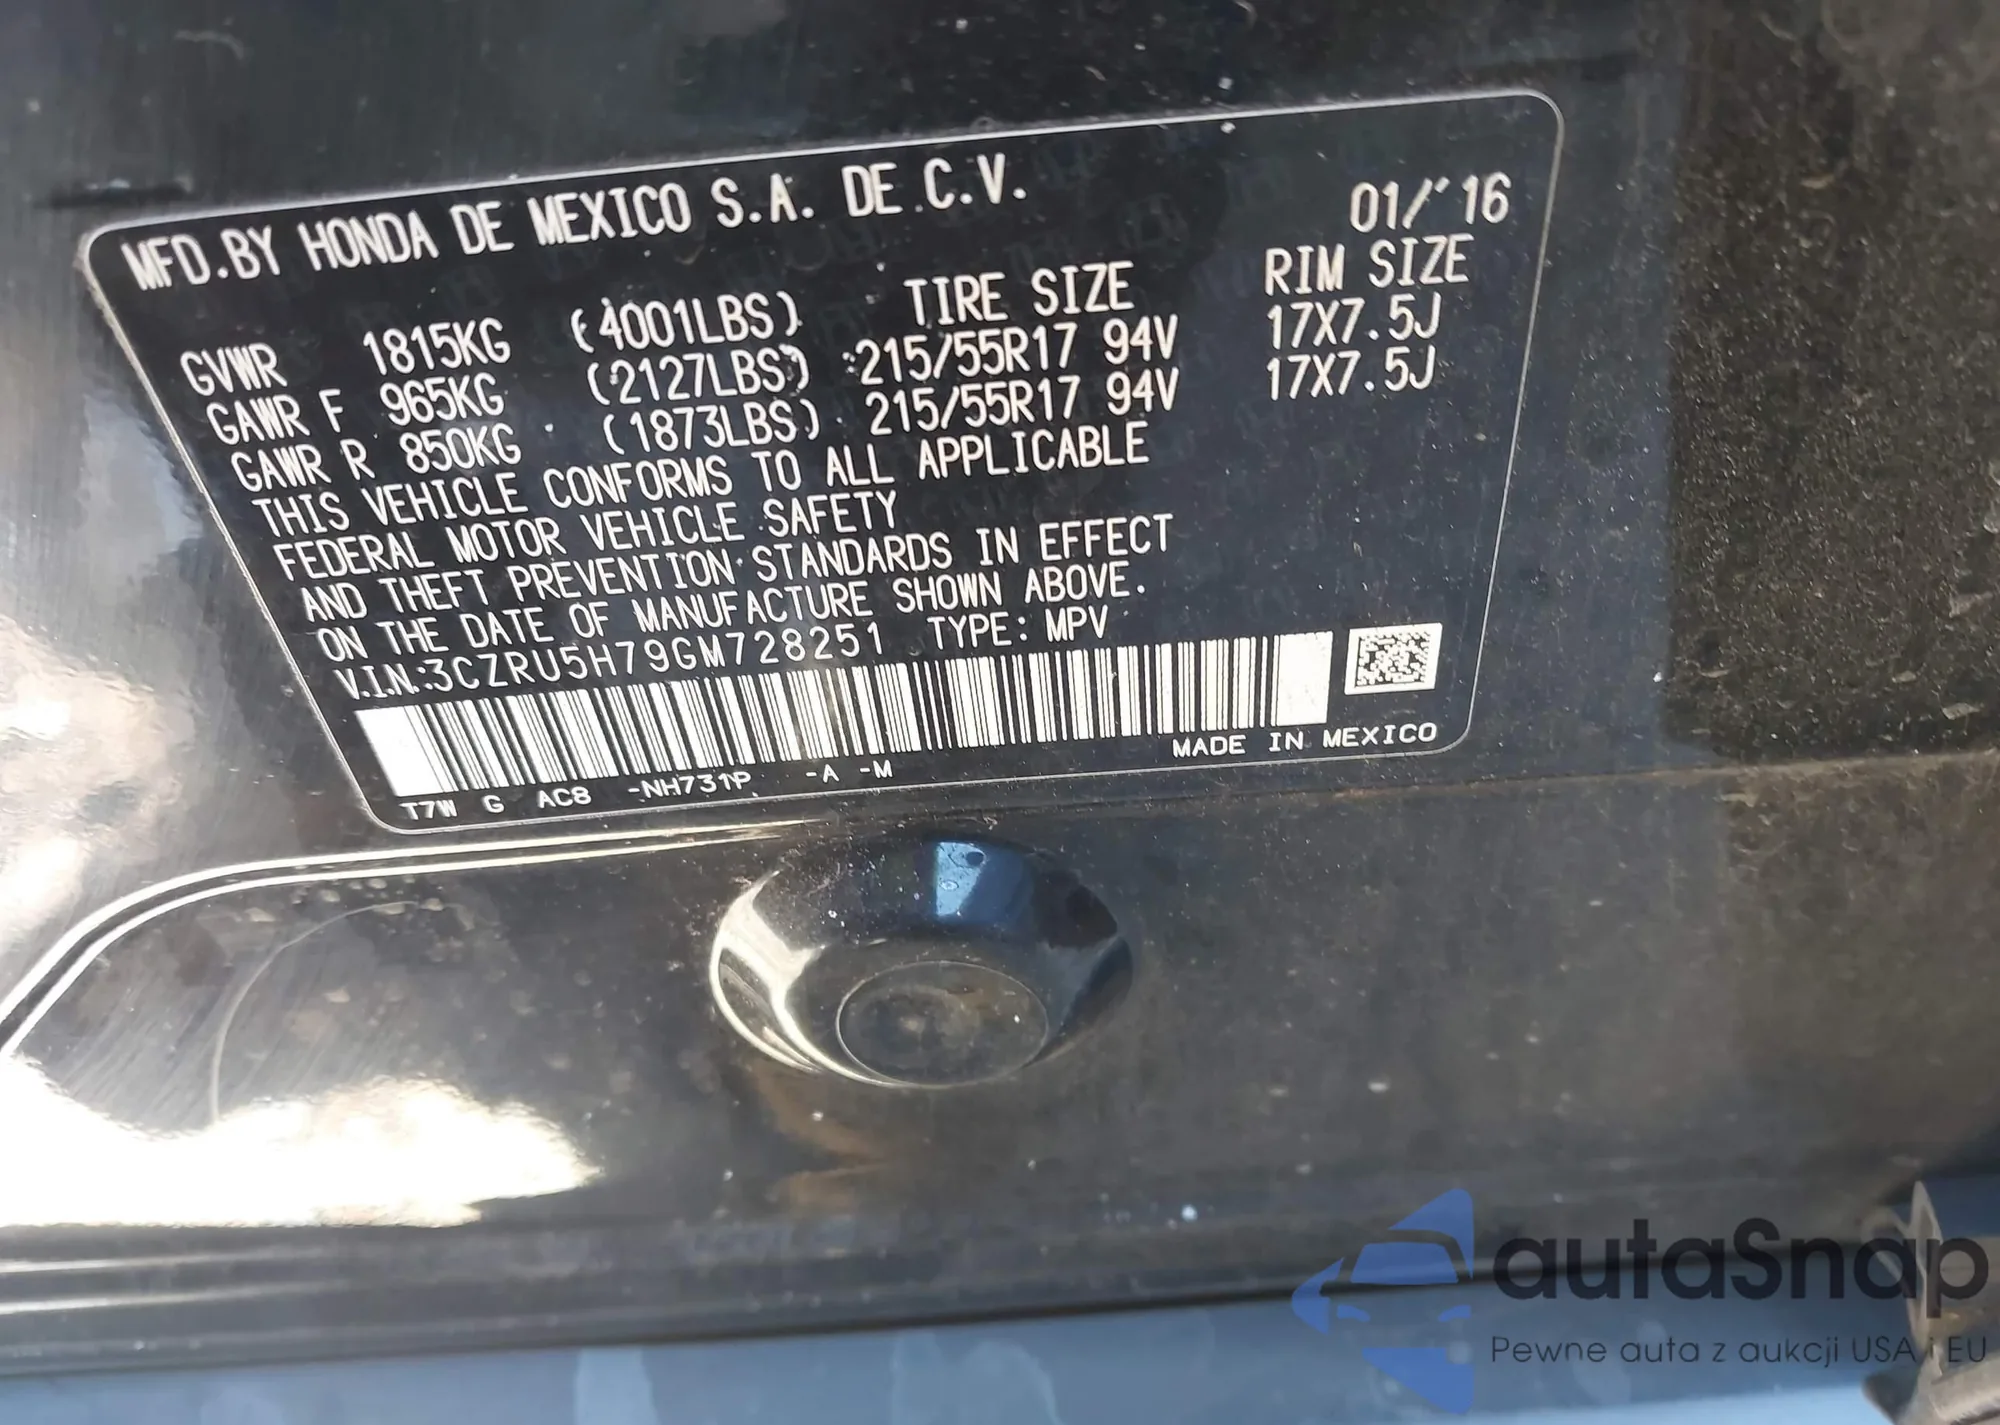 MFD.BY HONDA DE MEXICO S.A. DE C.V. 01/'16
GVWR 1815KG (4001LBS) TIRE SIZE RIM SIZE
GAWR F 965KG (2127LBS) 215/55R17 94V 17X7.5J
GAWR R 850KG (1873LBS) 215/55R17 94V 17X7.5J
THIS VEHICLE CONFORMS TO ALL APPLICABLE
FEDERAL MOTOR VEHICLE SAFETY
AND THEFT PREVENTION STANDARDS IN EFFECT
ON THE DATE OF MANUFACTURE SHOWN ABOVE.
V.I.N.:3CZRU5H79GM728251 TYPE: MPV
T7W G AC8 -NH731P -A -M MADE IN MEXICO
autaSnap
Pewne auta z aukcji USA i EU